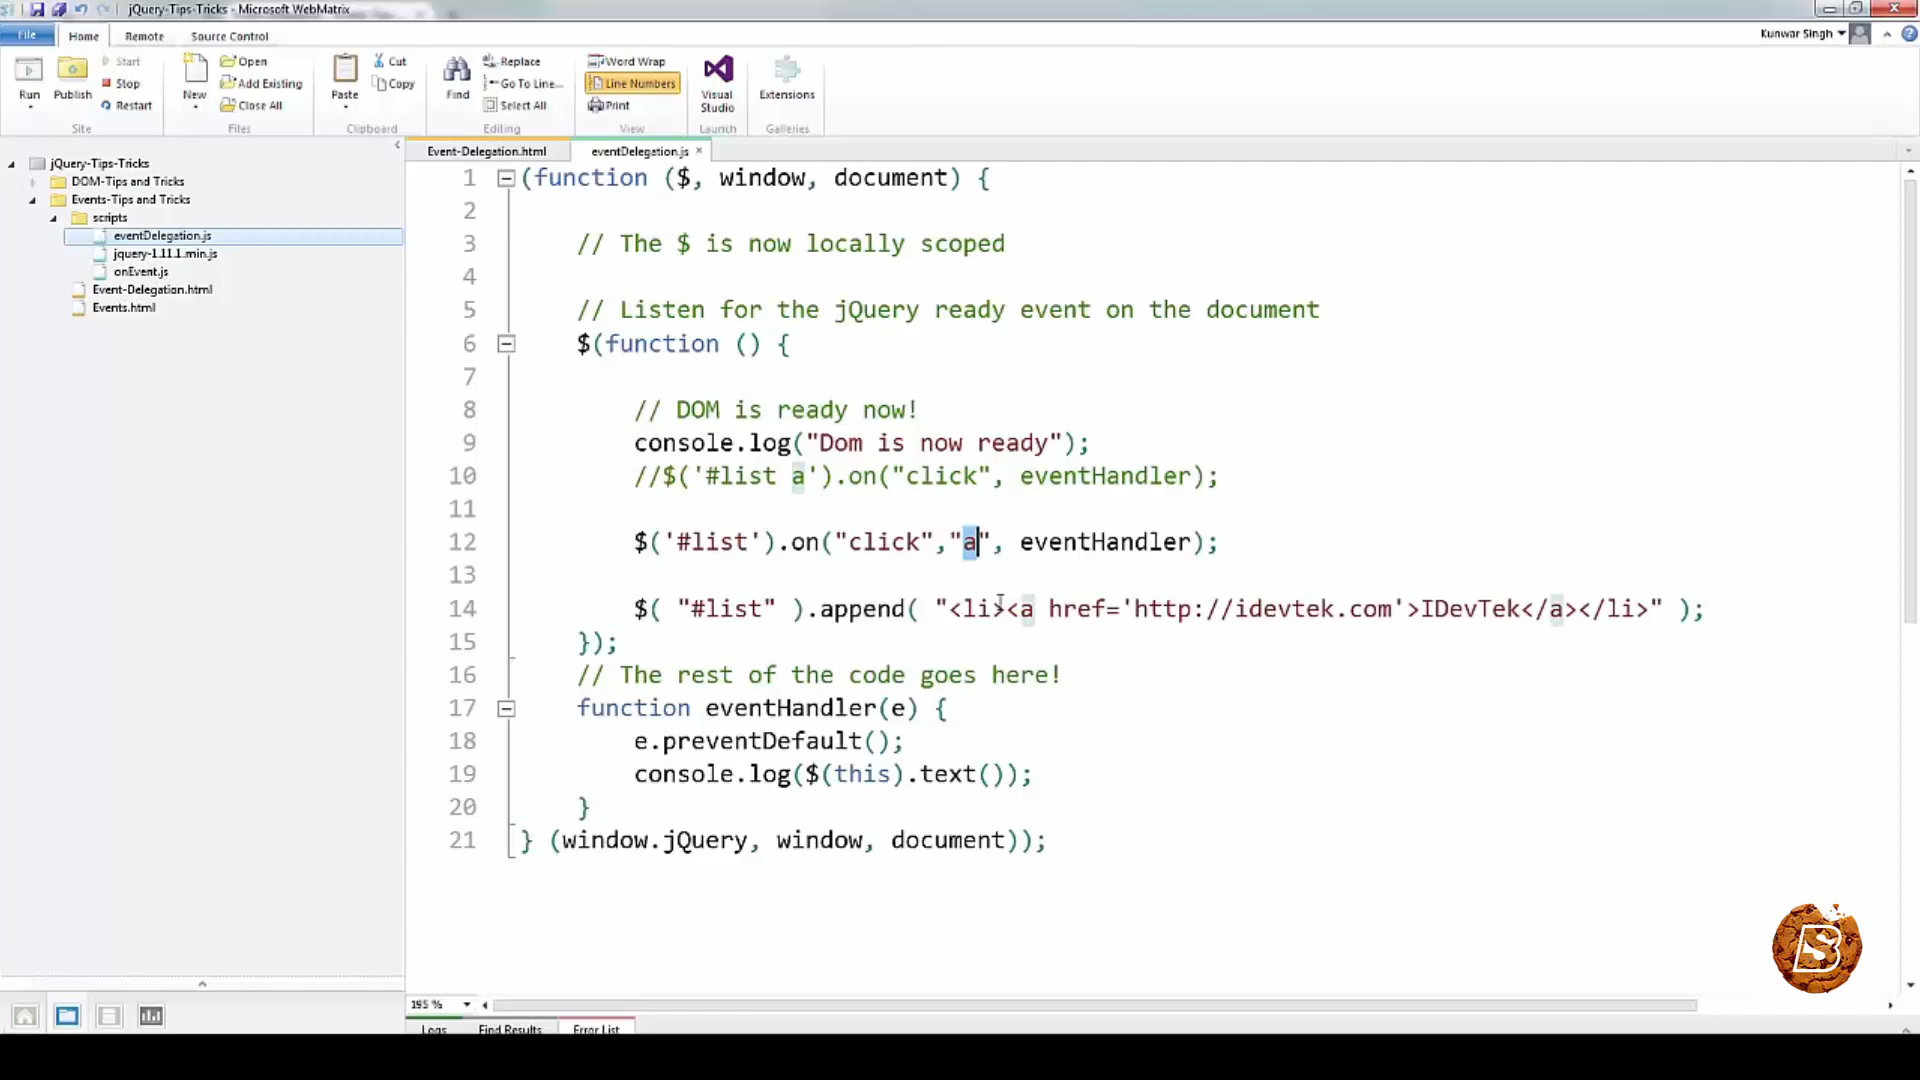 jQuery-Tips-Tricks - Microsoft WebMatrix
File Home Remote Source Control Kunwar Singh
Run
Publish
Start
Stop
Restart
Site
New
Open
Add Existing
Close All
Files
Paste
Cut
Copy
Clipboard
Find
Replace
Go To Line...
Select All
Editing
Word Wrap
Line Numbers
Print
View
Visual Studio
Launch
Extensions
Galleries
jQuery-Tips-Tricks
DOM-Tips and Tricks
Events-Tips and Tricks
scripts
eventDelegation.js
jquery-1.11.1.min.js
onEvent.js
Event-Delegation.html
Events.html
Event-Delegation.html eventDelegation.js
1 (function ($, window, document) {
2
3 // The $ is now locally scoped
4
5 // Listen for the jQuery ready event on the document
6 $(function () {
7
8 // DOM is ready now!
9 console.log("Dom is now ready");
10 //$('#list a').on("click", eventHandler);
11
12 $('#list').on("click","a", eventHandler);
13
14 $( "#list" ).append( "<li><a href='http://idevtek.com'>IDevTek</a></li>" );
15 });
16 // The rest of the code goes here!
17 function eventHandler(e) {
18 e.preventDefault();
19 console.log($(this).text());
20 }
21 } (window.jQuery, window, document));
195 %
Logs Find Results Error List
BS